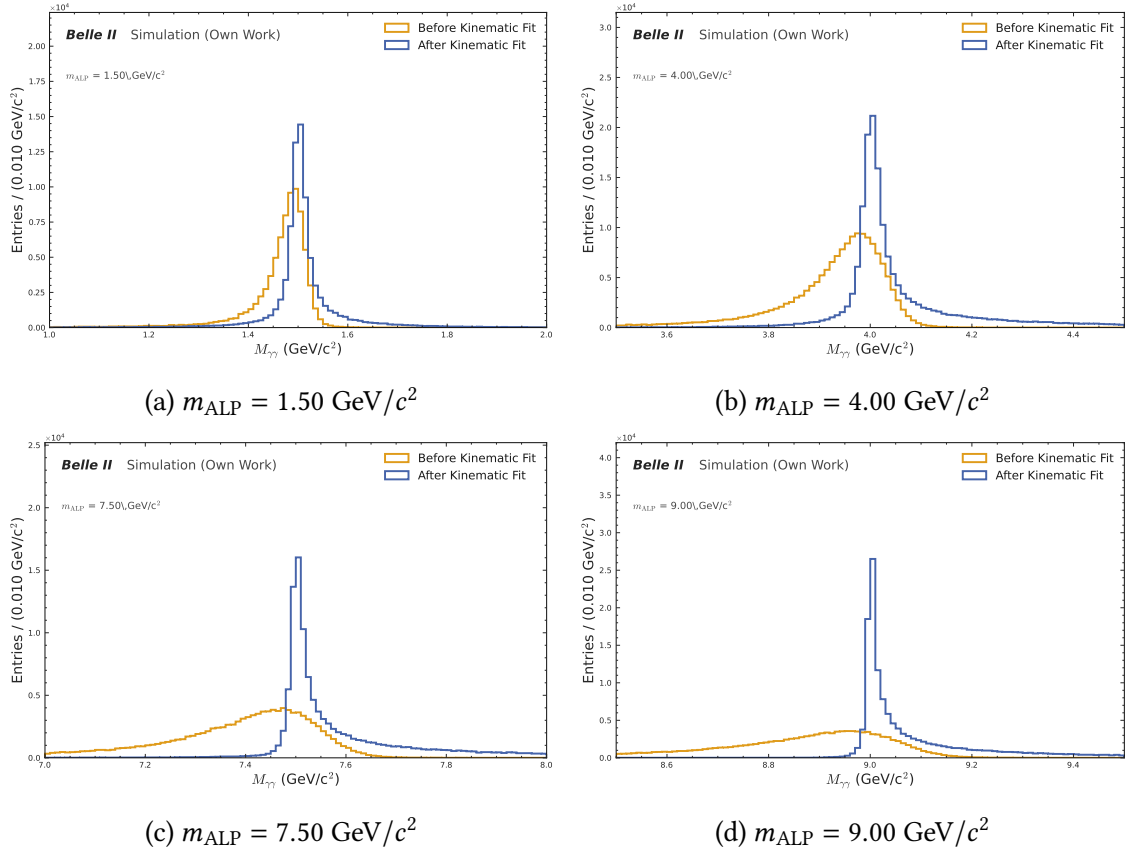 ×10⁴
Belle II Simulation (Own Work)
Before Kinematic Fit
After Kinematic Fit
m_ALP = 1.50\,GeV/c²
Entries / (0.010 GeV/c²)
20.0
17.5
15.0
12.5
10.0
0.75
0.50
0.25
0.00
1.0 1.2 1.4 1.6 1.8 2.0
M_γγ (GeV/c²)
(a) m_ALP = 1.50 GeV/c²
×10⁴
Belle II Simulation (Own Work)
Before Kinematic Fit
After Kinematic Fit
m_ALP = 4.00\,GeV/c²
Entries / (0.010 GeV/c²)
3.0
2.5
2.0
1.5
1.0
0.5
0.0
3.6 3.8 4.0 4.2 4.4
M_γγ (GeV/c²)
(b) m_ALP = 4.00 GeV/c²
×10⁴
Belle II Simulation (Own Work)
Before Kinematic Fit
After Kinematic Fit
m_ALP = 7.50\,GeV/c²
Entries / (0.010 GeV/c²)
2.5
2.0
1.5
1.0
0.5
0.0
7.0 7.2 7.4 7.6 7.8 8.0
M_γγ (GeV/c²)
(c) m_ALP = 7.50 GeV/c²
×10⁴
Belle II Simulation (Own Work)
Before Kinematic Fit
After Kinematic Fit
m_ALP = 9.00\,GeV/c²
Entries / (0.010 GeV/c²)
4.0
3.5
3.0
2.5
2.0
1.5
1.0
0.5
0.0
8.6 8.8 9.0 9.2 9.4
M_γγ (GeV/c²)
(d) m_ALP = 9.00 GeV/c²